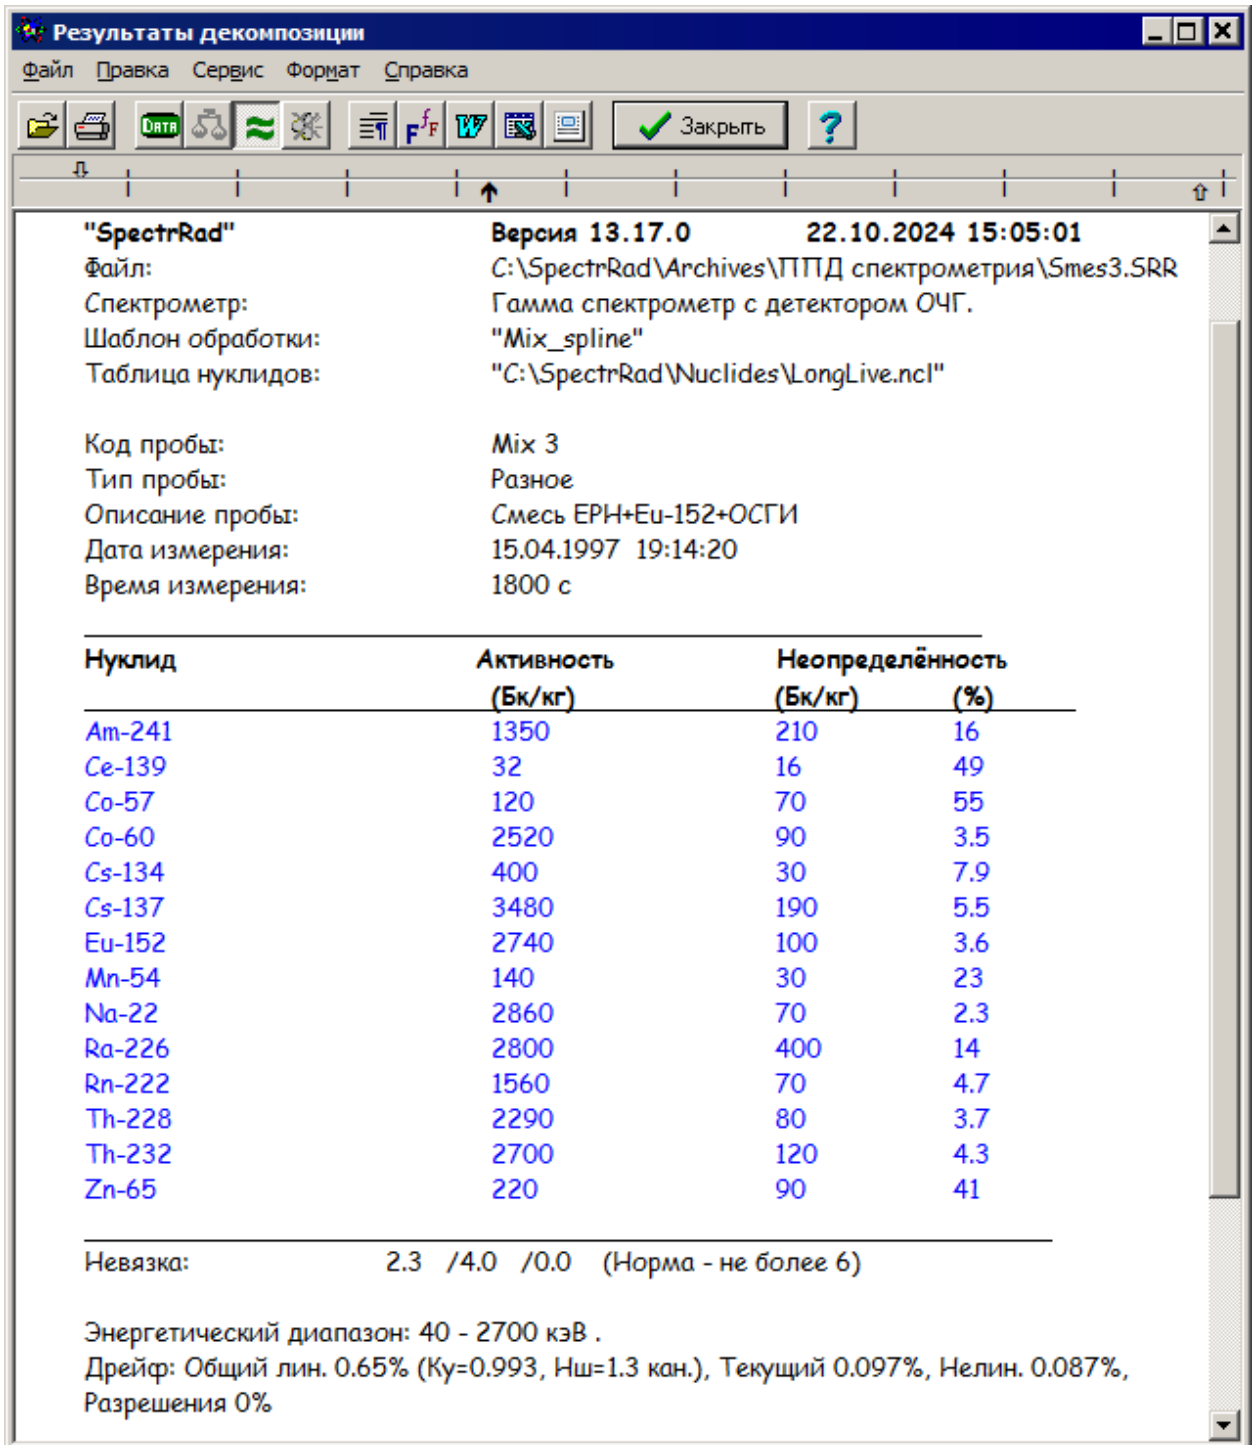 Результаты декомпозиции
Файл Правка Сервис Формат Справка
DATA Закрыть ?
"SpectrRad" Версия 13.17.0 22.10.2024 15:05:01
Файл: C:\SpectrRad\Archives\ППД спектрометрия\Smes3.SRR
Спектрометр: Гамма спектрометр с детектором ОЧГ.
Шаблон обработки: "Mix_spline"
Таблица нуклидов: "C:\SpectrRad\Nuclides\LongLive.ncl"
Код пробы: Mix 3
Тип пробы: Разное
Описание пробы: Смесь ЕРН+Eu-152+ОСГИ
Дата измерения: 15.04.1997 19:14:20
Время измерения: 1800 с
Нуклид Активность Неопределённость
(Бк/кг) (Бк/кг) (%)
Am-241 1350 210 16
Ce-139 32 16 49
Co-57 120 70 55
Co-60 2520 90 3.5
Cs-134 400 30 7.9
Cs-137 3480 190 5.5
Eu-152 2740 100 3.6
Mn-54 140 30 23
Na-22 2860 70 2.3
Ra-226 2800 400 14
Rn-222 1560 70 4.7
Th-228 2290 80 3.7
Th-232 2700 120 4.3
Zn-65 220 90 41
Невязка: 2.3 /4.0 /0.0 (Норма - не более 6)
Энергетический диапазон: 40 - 2700 кэВ .
Дрейф: Общий лин. 0.65% (Ку=0.993, Нш=1.3 кан.), Текущий 0.097%, Нелин. 0.087%,
Разрешения 0%